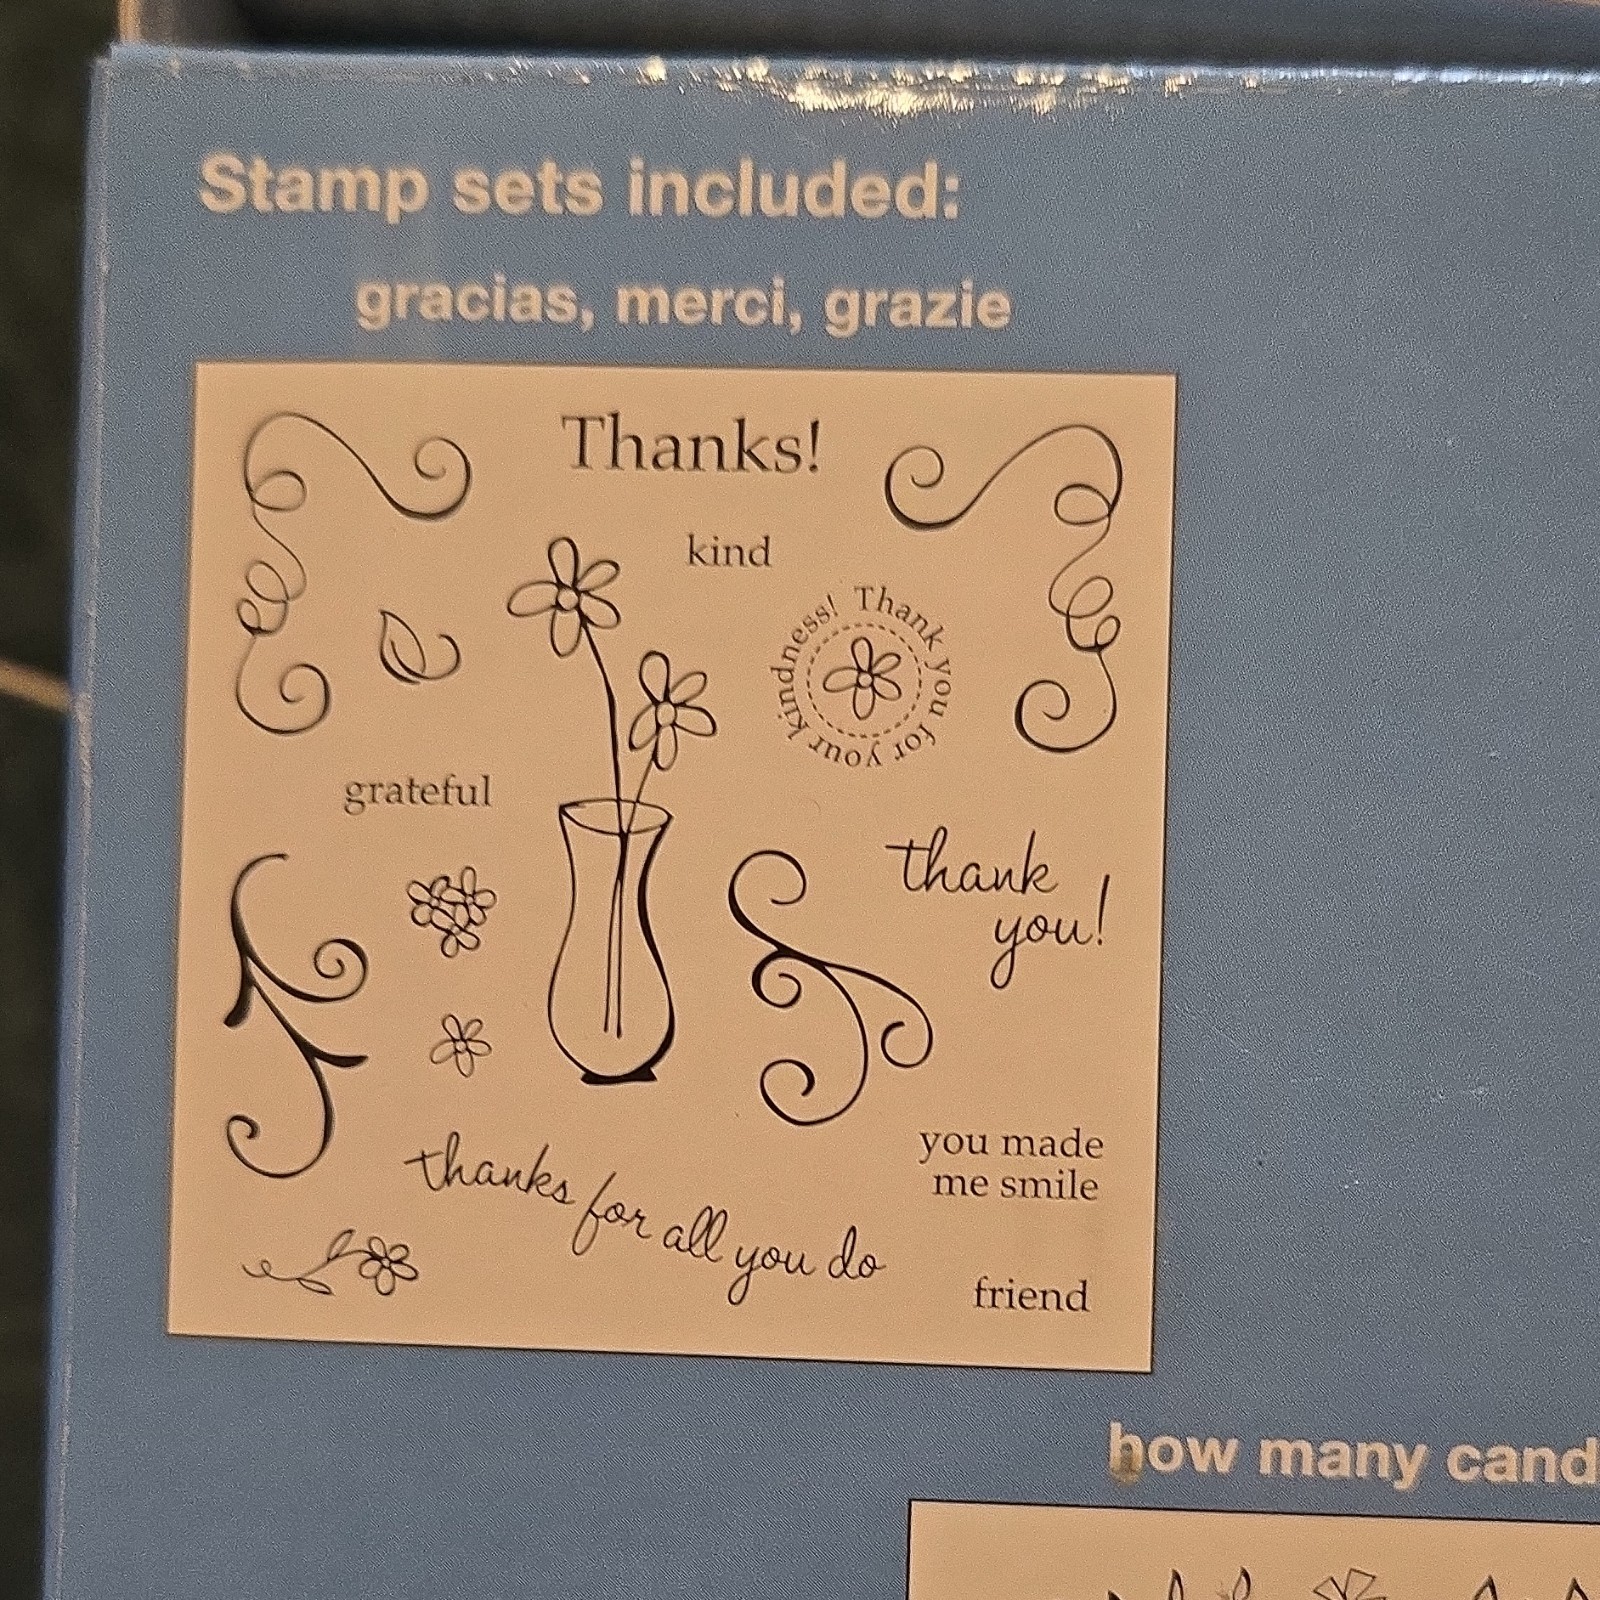 Stamp sets included:
gracias, merci, grazie
Thanks!
kind
Thank you for your kindness!
grateful
thank
you!
you made
me smile
thanks for all you do
friend
how many cand